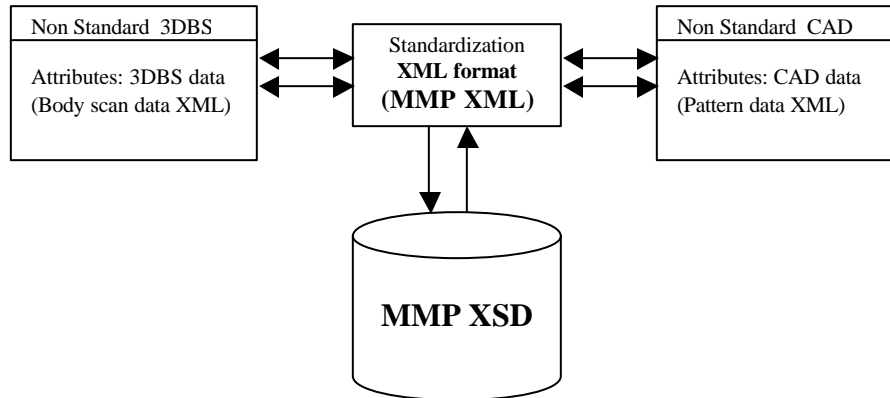 Non Standard 3DBS
Attributes: 3DBS data
(Body scan data XML)
Standardization
XML format
(MMP XML)
Non Standard CAD
Attributes: CAD data
(Pattern data XML)
MMP XSD